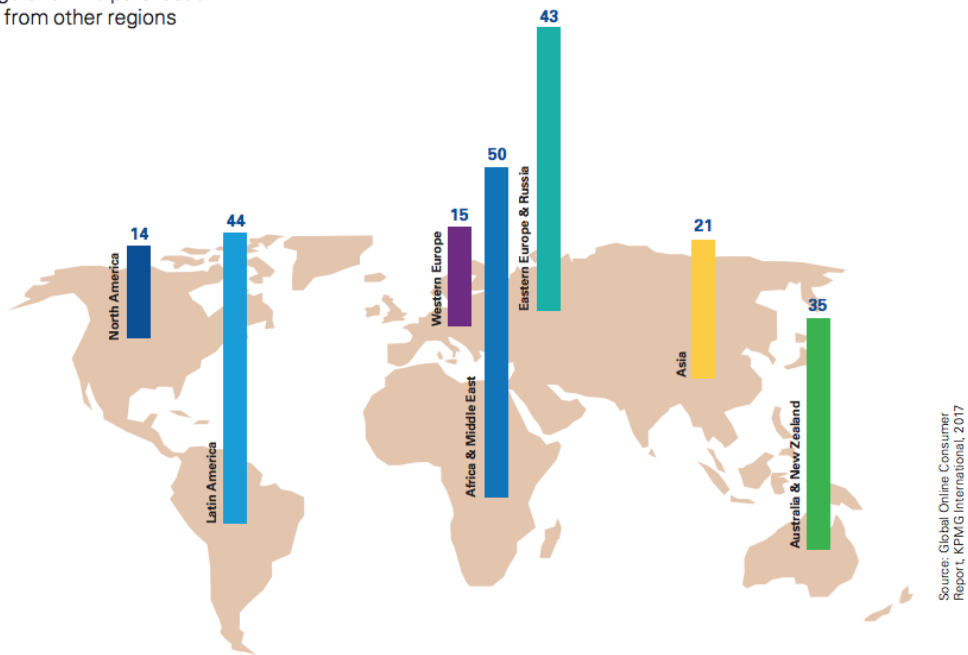 from other regions
43
50
Eastern Europe & Russia
15
Western Europe
14
North America
44
Latin America
Africa & Middle East
21
Asia
35
Australia & New Zealand
Source: Global Online Consumer
Report, KPMG International, 2017